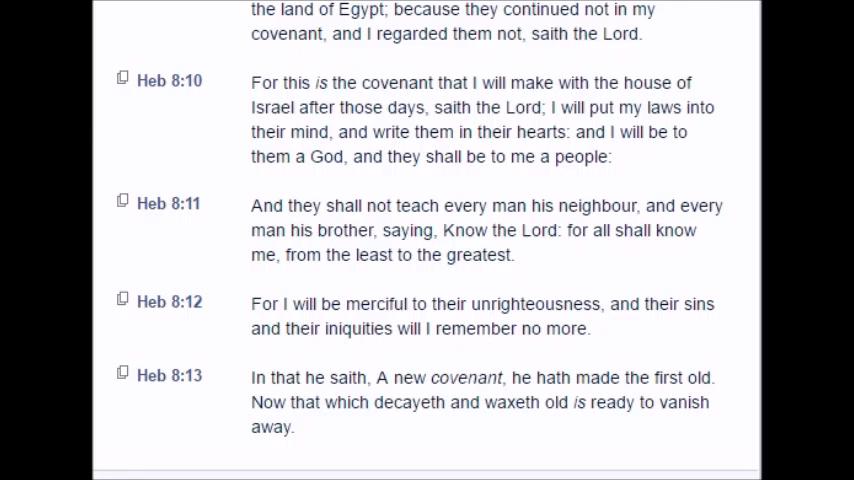 the land of Egypt; because they continued not in my
covenant, and I regarded them not, saith the Lord.
Heb 8:10 For this is the covenant that I will make with the house of
Israel after those days, saith the Lord; I will put my laws into
their mind, and write them in their hearts: and I will be to
them a God, and they shall be to me a people:
Heb 8:11 And they shall not teach every man his neighbour, and every
man his brother, saying, Know the Lord: for all shall know
me, from the least to the greatest.
Heb 8:12 For I will be merciful to their unrighteousness, and their sins
and their iniquities will I remember no more.
Heb 8:13 In that he saith, A new covenant, he hath made the first old.
Now that which decayeth and waxeth old is ready to vanish
away.